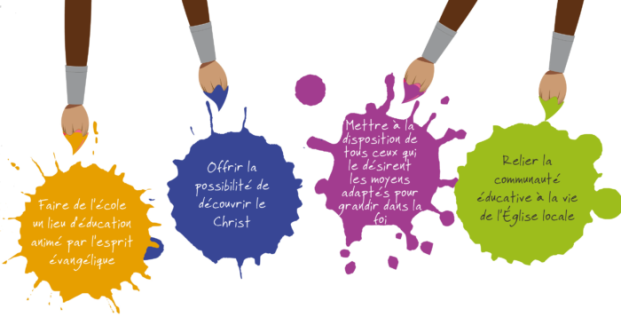 Faire de l'école
un lieu d'éducation
animé par l'esprit
évangélique
Offrir la
possibilité de
découvrir le
Christ
Mettre à la
disposition de
tous ceux qui
le désirent
les moyens
adaptés pour
grandir dans la
foi
Relier la
communauté
éducative à la vie
de l'Église locale